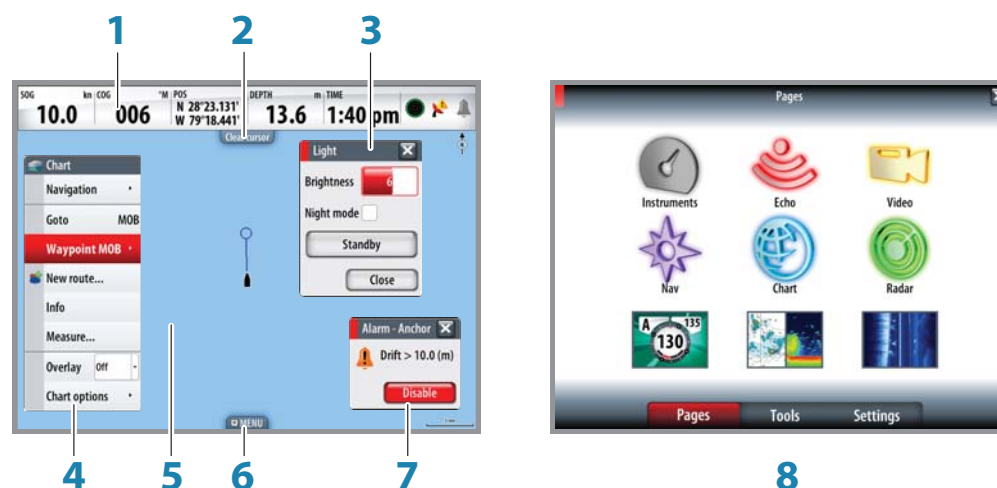 1 2 3
SOG kn COG °M POS DEPTH m TIME
10.0 006 N 28°23.131' 13.6 1:40 pm
W 79°18.441'
Clear cursor
Chart
Navigation
Goto MOB
Waypoint MOB
New route...
Info
Measure...
Overlay Off
Chart options
Light
Brightness 6
Night mode
Standby
Close
Alarm - Anchor
Drift > 10.0 (m)
Disable
MENU
4 5 6 7
Pages
Instruments Echo Video
Nav Chart Radar
A 135
130
Pages Tools Settings
8